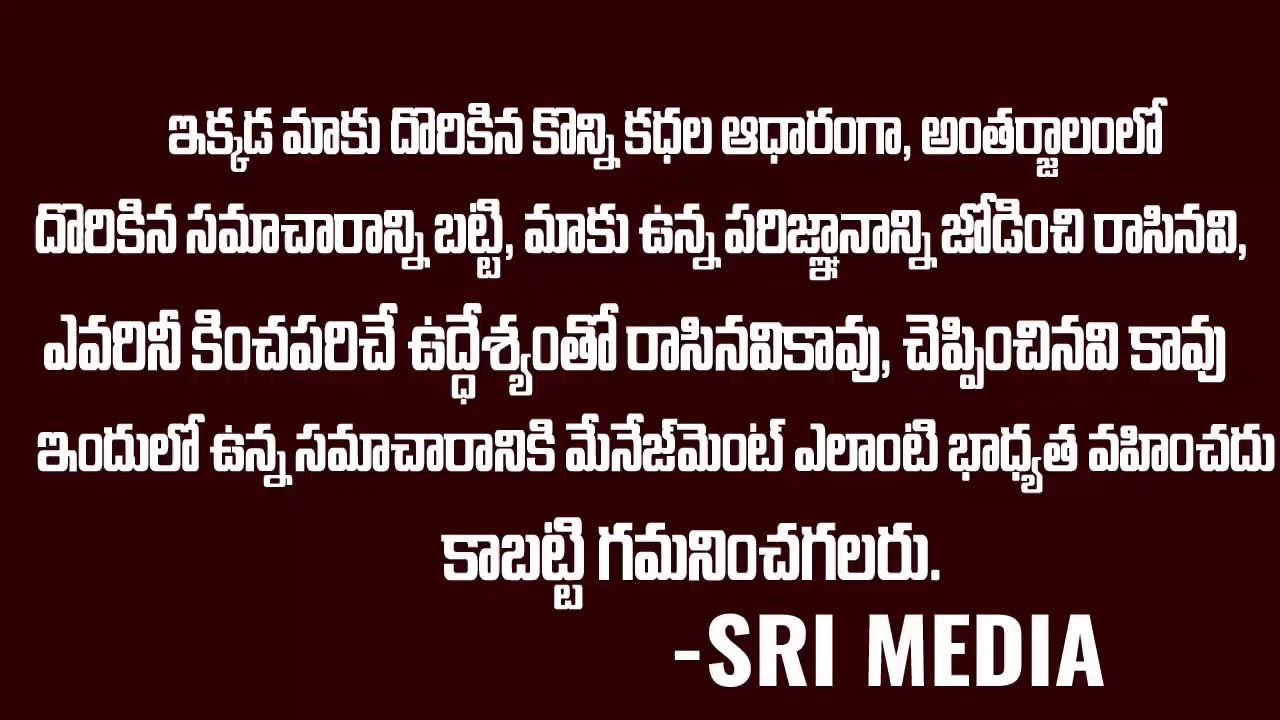 ఇక్కడ మాకు దొరికిన కొన్ని కధల ఆధారంగా, అంతర్జాలంలో
దొరికిన సమాచారాన్ని బట్టి, మాకు ఉన్న పరిజ్ఞానాన్ని జోడించి రాసినవి,
ఎవరినీ కించపరిచే ఉద్ధేశ్యంతో రాసినవికావు, చెప్పించినవి కావు
ఇందులో ఉన్న సమాచారానికి మేనేజ్‌మెంట్ ఎలాంటి భాధ్యత వహించదు
కాబట్టి గమనించగలరు.
-SRI MEDIA